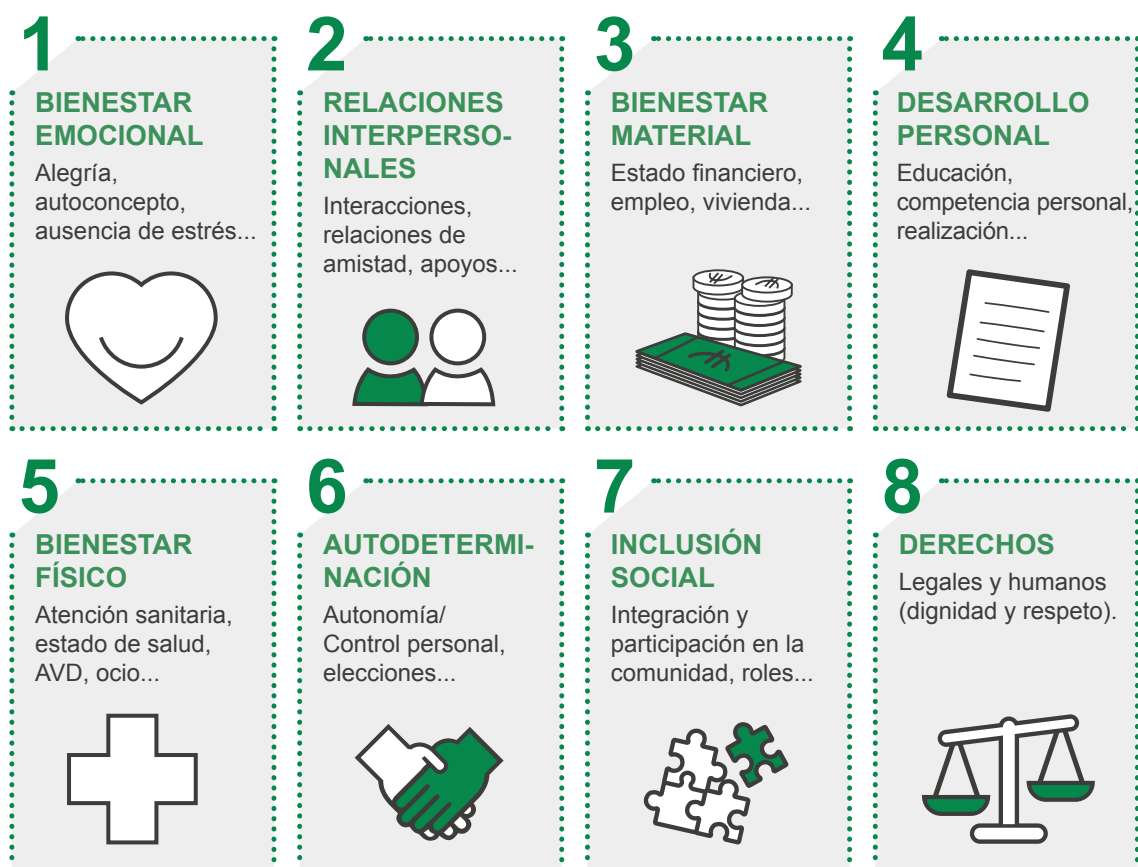 1
BIENESTAR
EMOCIONAL
Alegría,
autoconcepto,
ausencia de estrés...
2
RELACIONES
INTERPERSO-
NALES
Interacciones,
relaciones de
amistad, apoyos...
3
BIENESTAR
MATERIAL
Estado financiero,
empleo, vivienda...
4
DESARROLLO
PERSONAL
Educación,
competencia personal,
realización...
5
BIENESTAR
FÍSICO
Atención sanitaria,
estado de salud,
AVD, ocio...
6
AUTODETERMI-
NACIÓN
Autonomía/
Control personal,
elecciones...
7
INCLUSIÓN
SOCIAL
Integración y
participación en la
comunidad, roles...
8
DERECHOS
Legales y humanos
(dignidad y respeto).